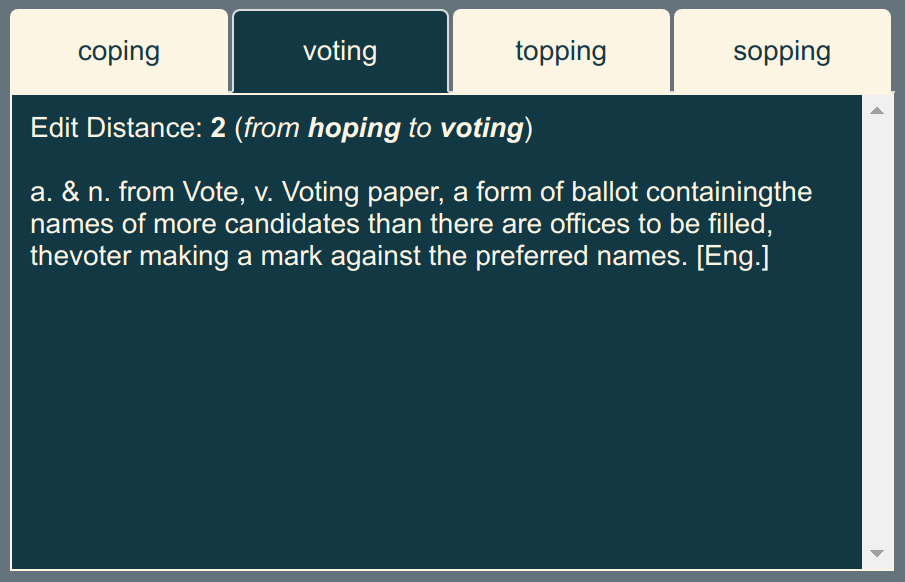 coping
voting
topping
sopping
Edit Distance: 2 (from hoping to voting)
a. & n. from Vote, v. Voting paper, a form of ballot containingthe
names of more candidates than there are offices to be filled,
thevoter making a mark against the preferred names. [Eng.]